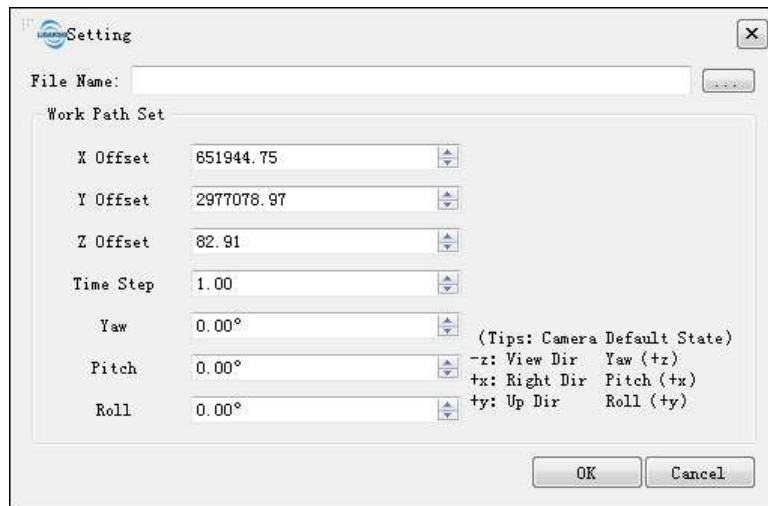 Setting
File Name:
...
Work Path Set
X Offset 651944.75
Y Offset 2977078.97
Z Offset 82.91
Time Step 1.00
Yaw 0.00°
Pitch 0.00°
Roll 0.00°
(Tips: Camera Default State)
-z: View Dir Yaw (+z)
+x: Right Dir Pitch (+x)
+y: Up Dir Roll (+y)
OK Cancel